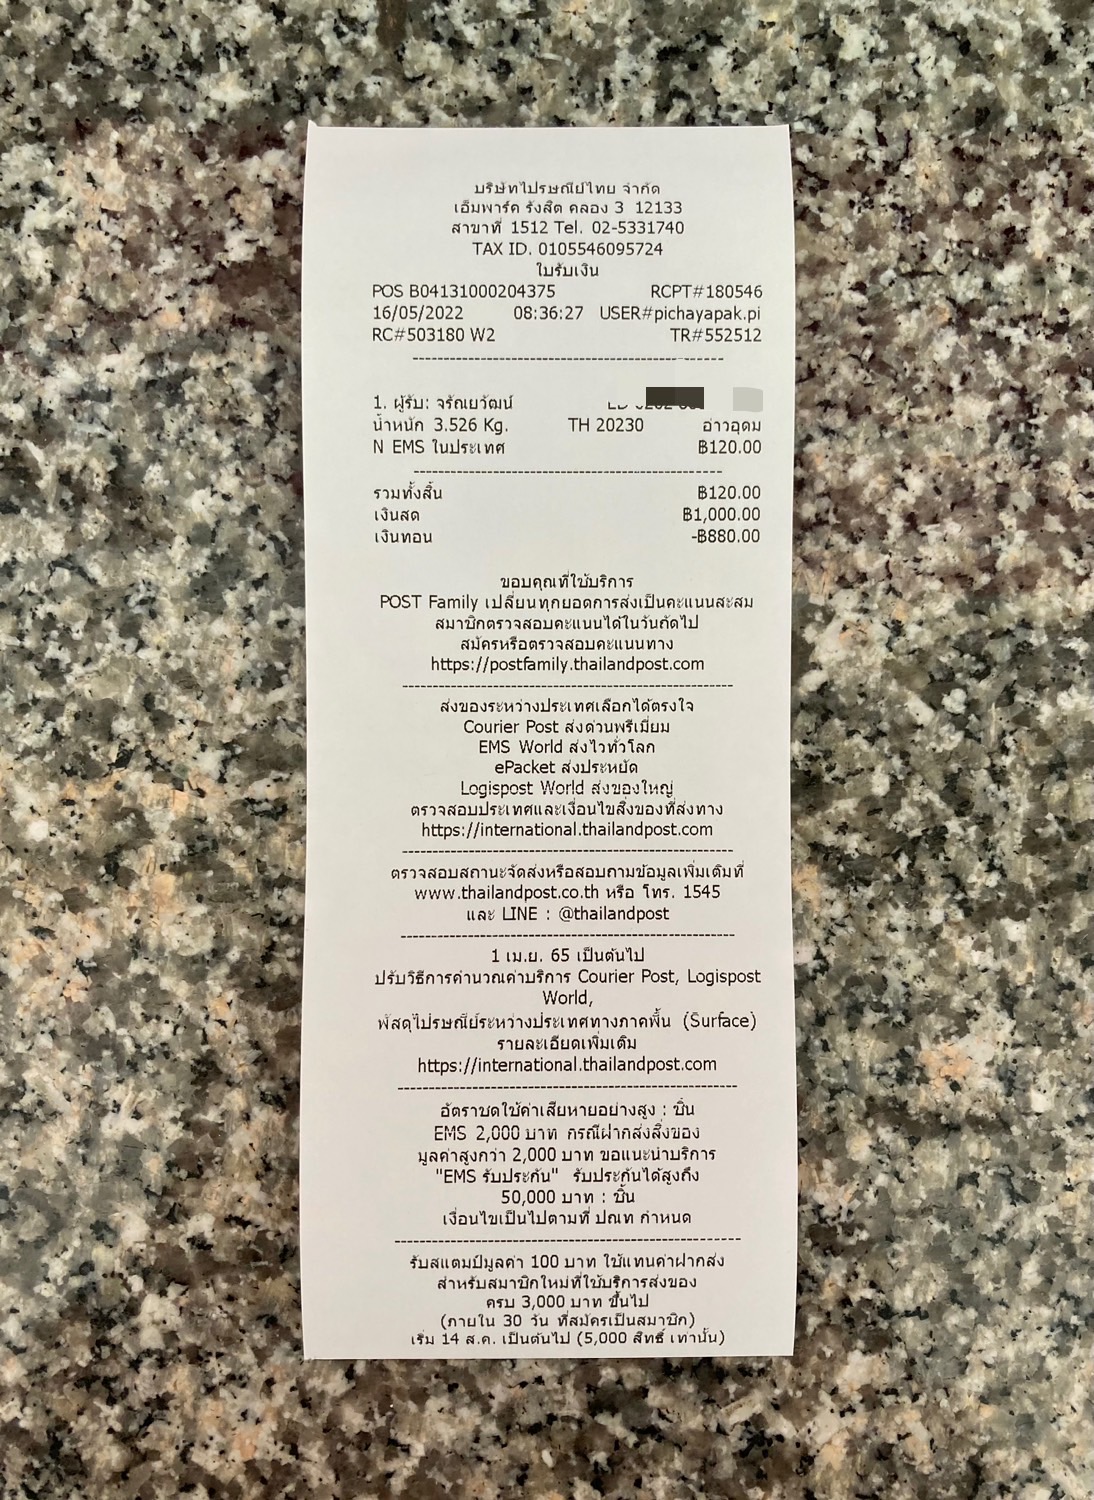 บริษัทไปรษณีย์ไทย จำกัด
เอ็มพาร์ค รังสิต คลอง 3 12133
สาขาที่ 1512 Tel. 02-5331740
TAX ID. 0105546095724
ใบรับเงิน
POS B04131000204375 RCPT#180546
16/05/2022 08:36:27 USER#pichayapak.pi
RC#503180 W2 TR#552512
1. ผู้รับ: จรัณยวัฒน์
น้ำหนัก 3.526 Kg. TH 20230 อ่าวอุดม
N EMS ในประเทศ ฿120.00
รวมทั้งสิ้น ฿120.00
เงินสด ฿1,000.00
เงินทอน -฿880.00
ขอบคุณที่ใช้บริการ
POST Family เปลี่ยนทุกยอดการส่งเป็นคะแนนสะสม
สมาชิกตรวจสอบคะแนนได้ในวันถัดไป
สมัครหรือตรวจสอบคะแนนทาง
https://postfamily.thailandpost.com
ส่งของระหว่างประเทศเลือกได้ตรงใจ
Courier Post ส่งด่วนพรีเมี่ยม
EMS World ส่งไวทั่วโลก
ePacket ส่งประหยัด
Logispost World ส่งของใหญ่
ตรวจสอบประเทศและเงื่อนไขสิ่งของที่ส่งทาง
https://international.thailandpost.com
ตรวจสอบสถานะจัดส่งหรือสอบถามข้อมูลเพิ่มเติมที่
www.thailandpost.co.th หรือ โทร. 1545
และ LINE : @thailandpost
1 เม.ย. 65 เป็นต้นไป
ปรับวิธีการคำนวณค่าบริการ Courier Post, Logispost
World,
พัสดุไปรษณีย์ระหว่างประเทศทางภาคพื้น (Surface)
รายละเอียดเพิ่มเติม
https://international.thailandpost.com
อัตราชดใช้ค่าเสียหายอย่างสูง : ชิ้น
EMS 2,000 บาท กรณีฝากส่งสิ่งของ
มูลค่าสูงกว่า 2,000 บาท ขอแนะนำบริการ
"EMS รับประกัน" รับประกันได้สูงถึง
50,000 บาท : ชิ้น
เงื่อนไขเป็นไปตามที่ ปณท กำหนด
รับสแตมป์มูลค่า 100 บาท ใช้แทนค่าฝากส่ง
สำหรับสมาชิกใหม่ที่ใช้บริการส่งของ
ครบ 3,000 บาท ขึ้นไป
(ภายใน 30 วัน ที่สมัครเป็นสมาชิก)
เริ่ม 14 ส.ค. เป็นต้นไป (5,000 สิทธิ์ เท่านั้น)